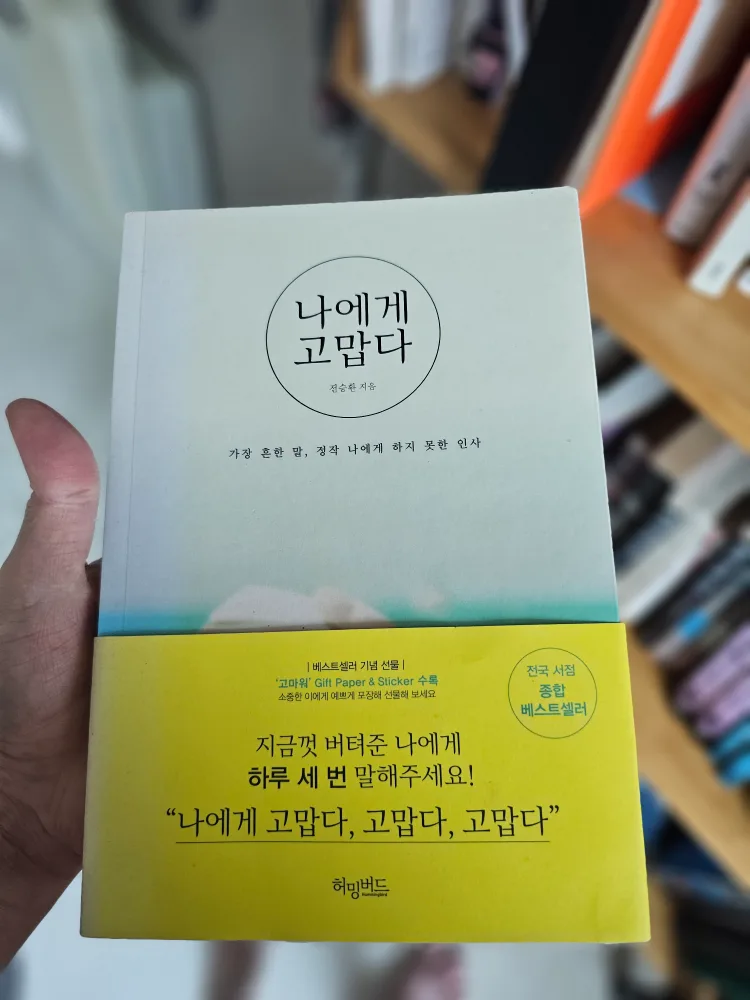 나에게
고맙다
전승환 지음
가장 흔한 말, 정작 나에게 하지 못한 인사
| 베스트셀러 기념 선물 |
'고마워' Gift Paper & Sticker 수록
소중한 이에게 예쁘게 포장해 선물해 보세요
전국 서점
종합
베스트셀러
지금껏 버텨준 나에게
하루 세 번 말해주세요!
“나에게 고맙다, 고맙다, 고맙다”
허밍버드
Hummingbird